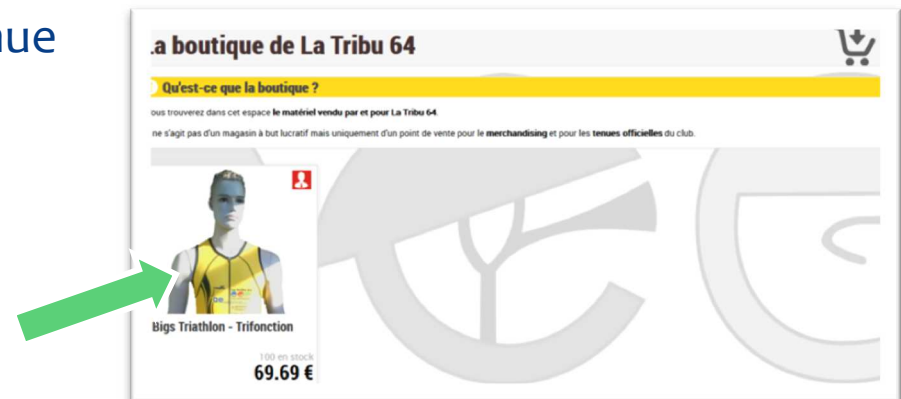 ue
.a boutique de La Tribu 64
Qu'est-ce que la boutique ?
ous trouverez dans cet espace le matériel vendu par et pour La Tribu 64.
ne s'agit pas d'un magasin à but lucratif mais uniquement d'un point de vente pour le merchandising et pour les tenues officielles du club.
Bigs Triathlon - Trifonction
100 en stock
69.69 €